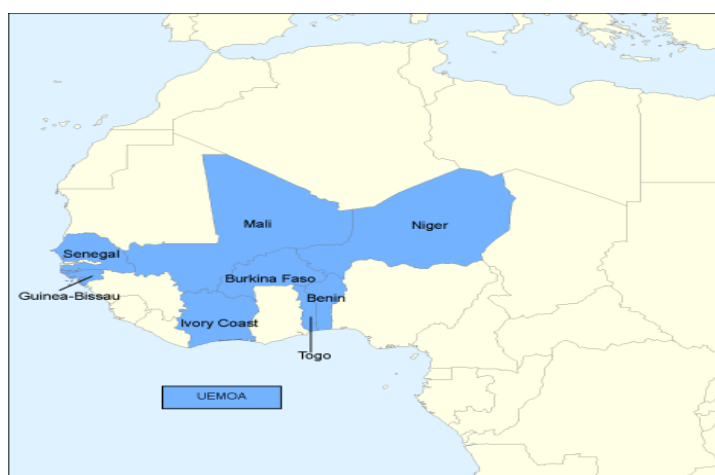 Mali
Niger
Senegal
Burkina Faso
Guinea-Bissau
Benin
Ivory Coast
Togo
UEMOA